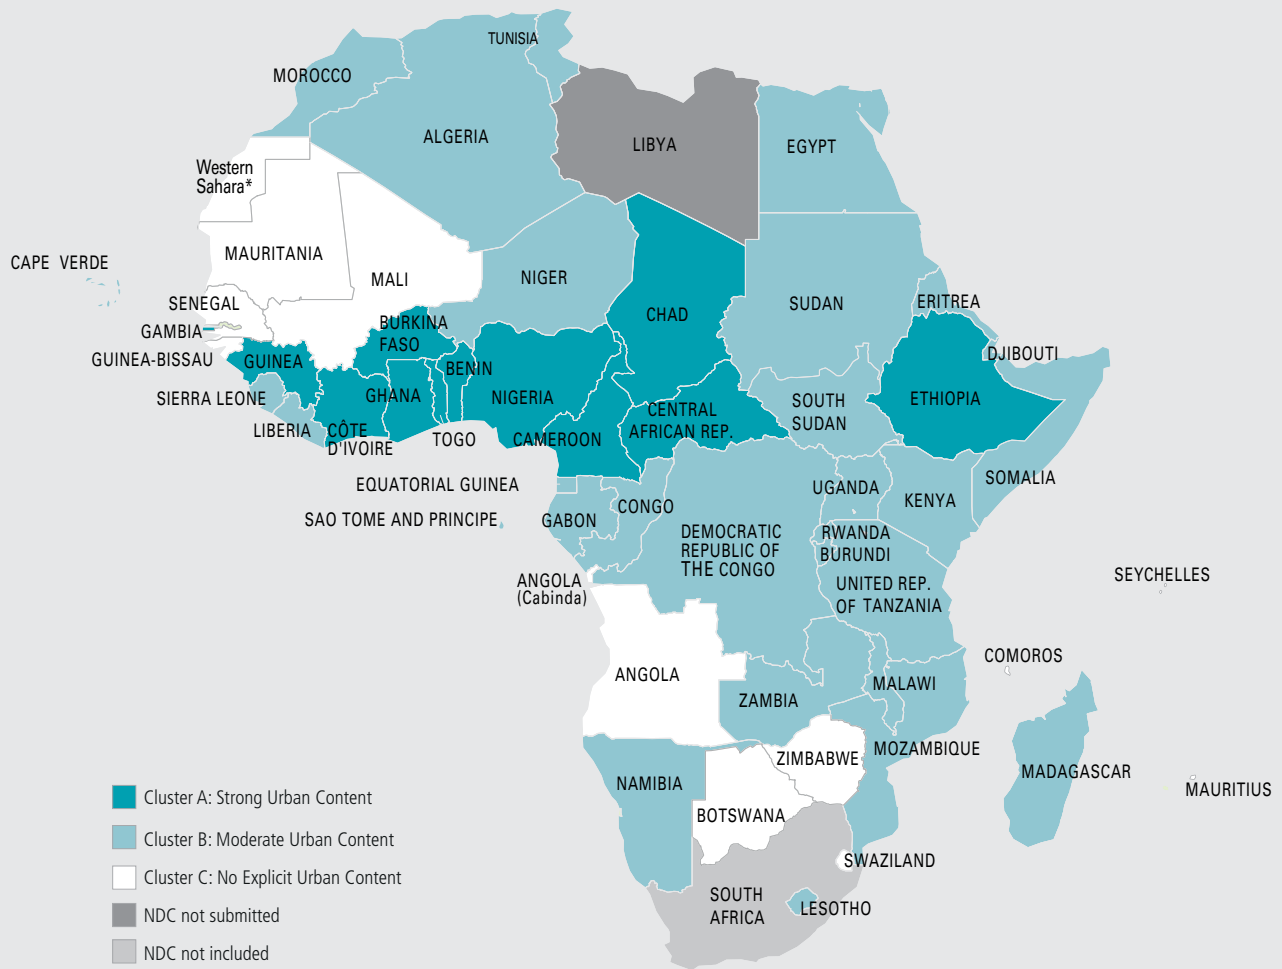 TUNISIA
MOROCCO
ALGERIA
LIBYA
EGYPT
Western
Sahara*
MAURITANIA
MALI
CAPE VERDE
NIGER
SENEGAL
SUDAN
ERITREA
CHAD
GAMBIA
BURKINA
FASO
GUINEA-BISSAU
GUINEA
BENIN
DJIBOUTI
SIERRA LEONE
GHANA
NIGERIA
CENTRAL
AFRICAN REP.
SOUTH
SUDAN
ETHIOPIA
LIBERIA
CÔTE
D'IVOIRE
TOGO
CAMEROON
EQUATORIAL GUINEA
SOMALIA
UGANDA
KENYA
CONGO
SAO TOME AND PRINCIPE
GABON
DEMOCRATIC
REPUBLIC OF
THE CONGO
RWANDA
BURUNDI
ANGOLA
(Cabinda)
UNITED REP.
OF TANZANIA
SEYCHELLES
COMOROS
ANGOLA
MALAWI
ZAMBIA
MOZAMBIQUE
ZIMBABWE
MADAGASCAR
NAMIBIA
MAURITIUS
BOTSWANA
SWAZILAND
SOUTH
AFRICA
LESOTHO
Cluster A: Strong Urban Content
Cluster B: Moderate Urban Content
Cluster C: No Explicit Urban Content
NDC not submitted
NDC not included